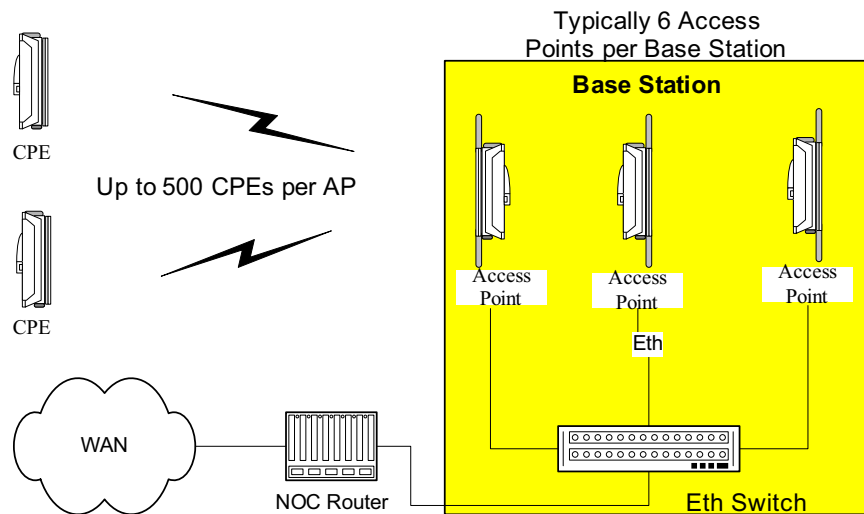 Typically 6 Access
Points per Base Station
Base Station
CPE
Up to 500 CPEs per AP
CPE
Access
Point
Access
Point
Access
Point
Eth
WAN
NOC Router
Eth Switch